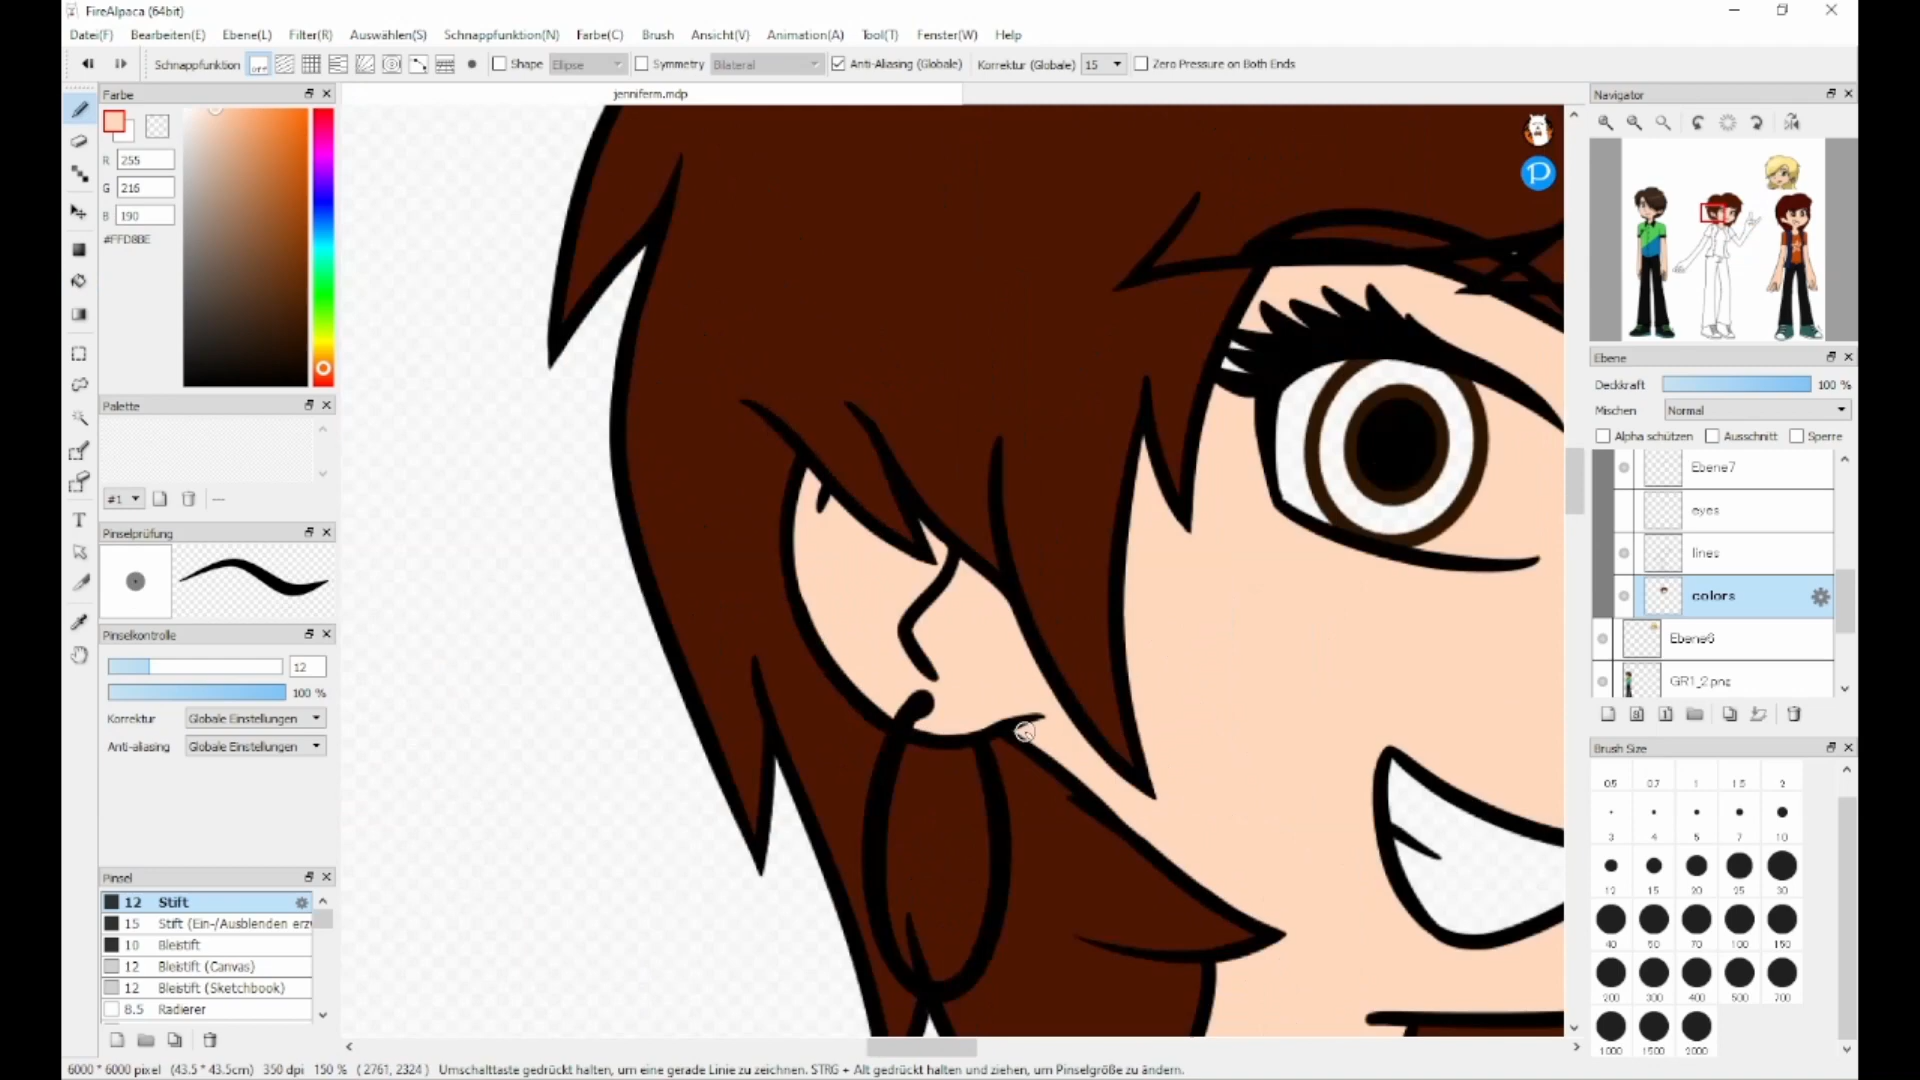 FireAlpaca (64bit)
Datei(F) Bearbeiten(E) Ebene(L) Filter(R) Auswählen(S) Schnappfunktion(N) Farbe(C) Brush Ansicht(V) Animation(A) Tool(T) Fenster(W) Help
Schnappfunktion off Shape Elipse Symmetry Bilateral Anti-Aliasing (Globale) Korrektur (Globale) 15 Zero Pressure on Both Ends
Farbe
R 255
G 216
B 190
#FFD8BE
Palette
#1
Pinselprüfung
Pinselkontrolle
12
100 %
Korrektur Globale Einstellungen
Anti-aliasing Globale Einstellungen
Pinsel
12 Stift
15 Stift (Ein-/Ausblenden erz
10 Bleistift
12 Bleistift (Canvas)
12 Bleistift (Sketchbook)
8.5 Radierer
jenniferm.mdp
P
Navigator
Ebene
Deckkraft 100 %
Mischen Normal
Alpha schützen Ausschnitt Sperre
Ebene7
eyes
lines
colors
Ebene6
GR1_2.png
Brush Size
0.5 0.7 1 1.5 2
3 4 5 7 10
12 15 20 25 30
40 50 70 100 150
200 300 400 500 700
1000 1500 2000
6000 * 6000 pixel (43.5 * 43.5cm) 350 dpi 150 % ( 2761, 2324 ) Umschalttaste gedrückt halten, um eine gerade Linie zu zeichnen. STRG + Alt gedrückt halten und ziehen, um Pinselgröße zu ändern.